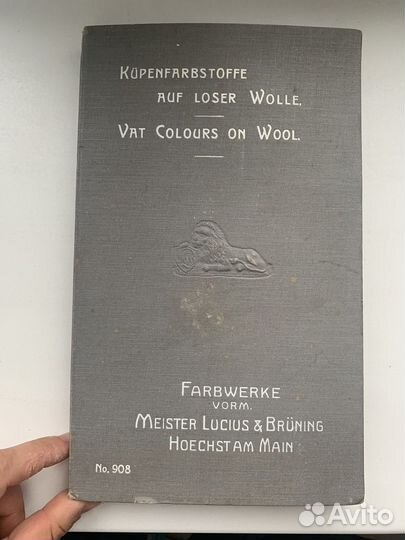 KÜPENFARBSTOFFE
AUF LOSER WOLLE.
VAT COLOURS ON WOOL.
FARBWERKE
VORM.
MEISTER LUCIUS & BRÜNING
HOECHST AM MAIN
No. 908
Avito